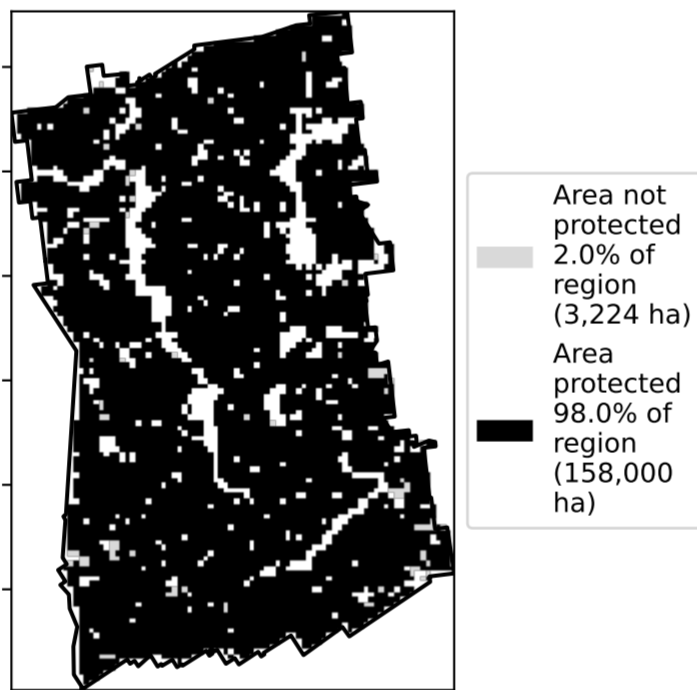 Area not
protected
2.0% of
region
(3,224 ha)
Area
protected
98.0% of
region
(158,000
ha)